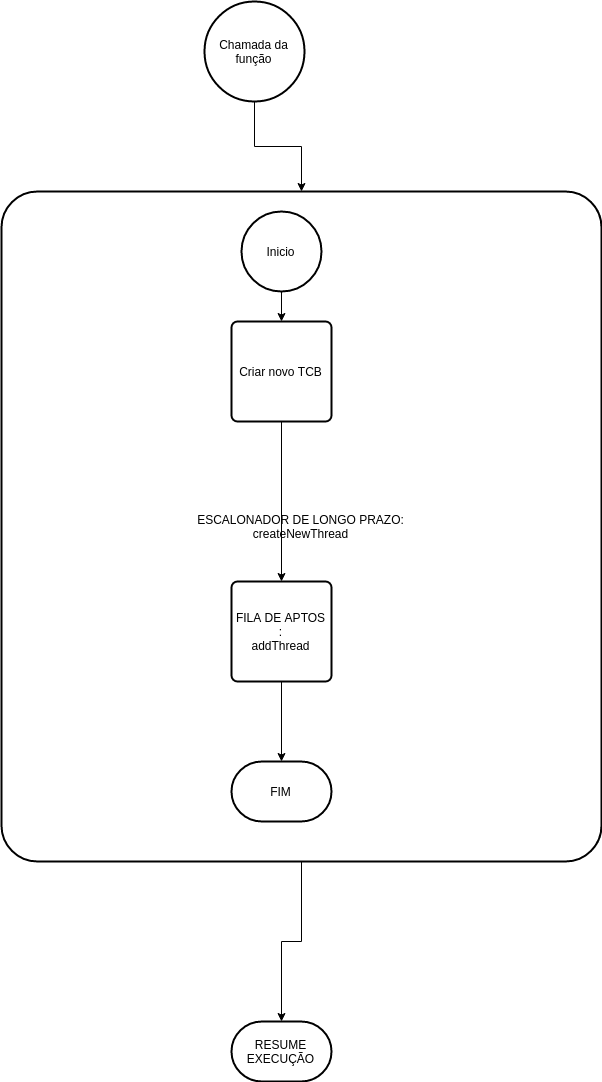 Chamada da
função
Inicio
Criar novo TCB
ESCALONADOR DE LONGO PRAZO:
createNewThread
FILA DE APTOS
:
addThread
FIM
RESUME
EXECUÇÃO